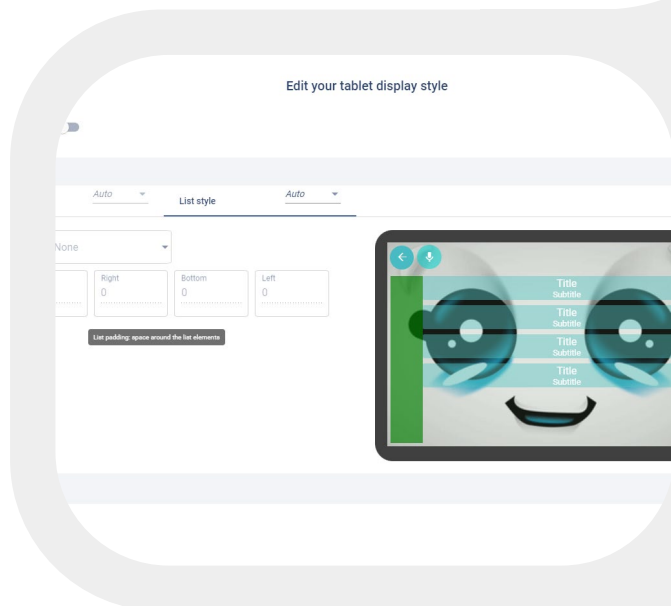 Edit your tablet display style
Auto
List style
Auto
None
Right
0
Bottom
0
Left
0
List padding: space around the list elements
Title
Subtitle
Title
Subtitle
Title
Subtitle
Title
Subtitle